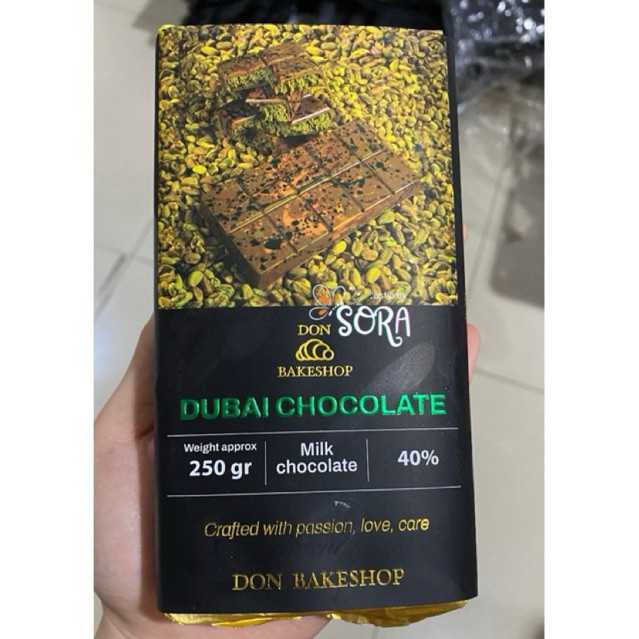 SORA
DON
BAKESHOP
DUBAI CHOCOLATE
Weight approx
250 gr
Milk
chocolate
40%
Crafted with passion, love, care
DON BAKESHOP